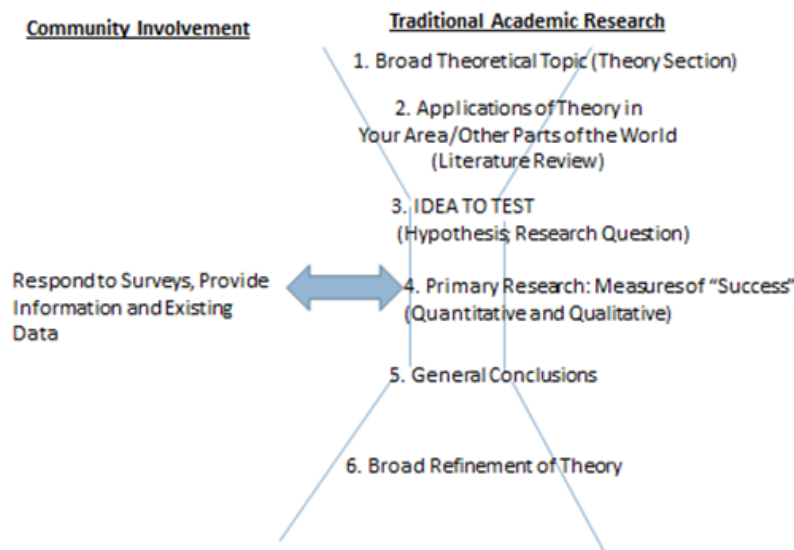 Community Involvement
Traditional Academic Research
1. Broad Theoretical Topic (Theory Section)
2. Applications of Theory in
Your Area/Other Parts of the World
(Literature Review)
3. IDEA TO TEST
(Hypothesis; Research Question)
Respond to Surveys, Provide
Information and Existing
Data
4. Primary Research: Measures of “Success”
(Quantitative and Qualitative)
5. General Conclusions
6. Broad Refinement of Theory